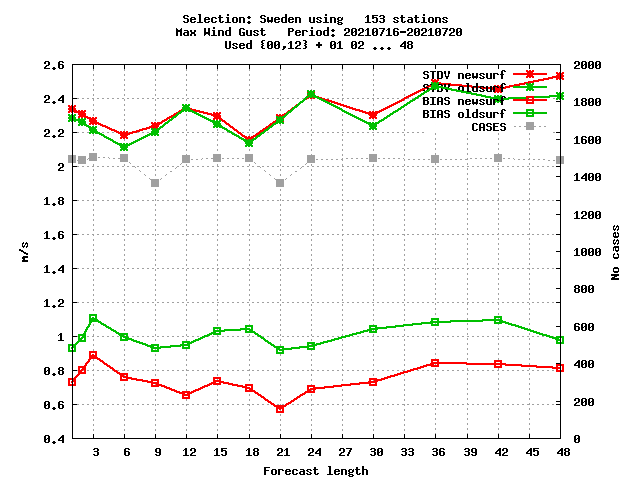 Selection: Sweden using   153 stations
Max Wind Gust   Period: 20210716-20210720
Used {00,12} + 01 02 ... 48
2.6
2.4
2.2
2
1.8
1.6
1.4
1.2
1
0.8
0.6
0.4
m/s
2000
1800
1600
1400
1200
1000
800
600
400
200
0
No cases
STDV newsurf
STDV oldsurf
BIAS newsurf
BIAS oldsurf
CASES
3 6 9 12 15 18 21 24 27 30 33 36 39 42 45 48
Forecast length